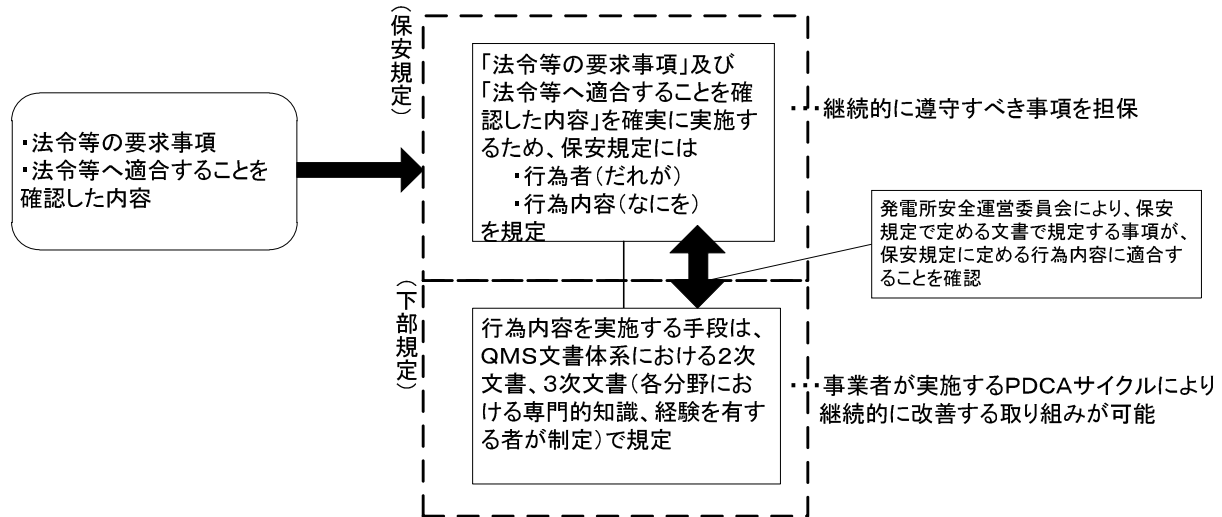 ・法令等の要求事項
・法令等へ適合することを
確認した内容
(保安規定)
「法令等の要求事項」及び
「法令等へ適合することを確
認した内容」を確実に実施す
るため、保安規定には
・行為者(だれが)
・行為内容(なにを)
を規定
・・・継続的に遵守すべき事項を担保
発電所安全運営委員会により、保安
規定で定める文書で規定する事項が、
保安規定に定める行為内容に適合す
ることを確認
(下部規定)
行為内容を実施する手段は、
QMS文書体系における2次
文書、3次文書(各分野にお
ける専門的知識、経験を有す
る者が制定)で規定
・・・事業者が実施するPDCAサイクルにより
継続的に改善する取り組みが可能